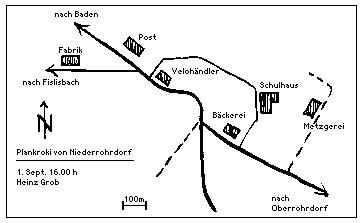 nach Baden
Post
Fabrik
Velohändler
nach Fislisbach
Schulhaus
Bäckerei
Metzgerei
N
Plankroki von Niederrohrdorf
1. Sept. 16.00 h
Heinz Grob
100m
nach
Oberrohrdorf